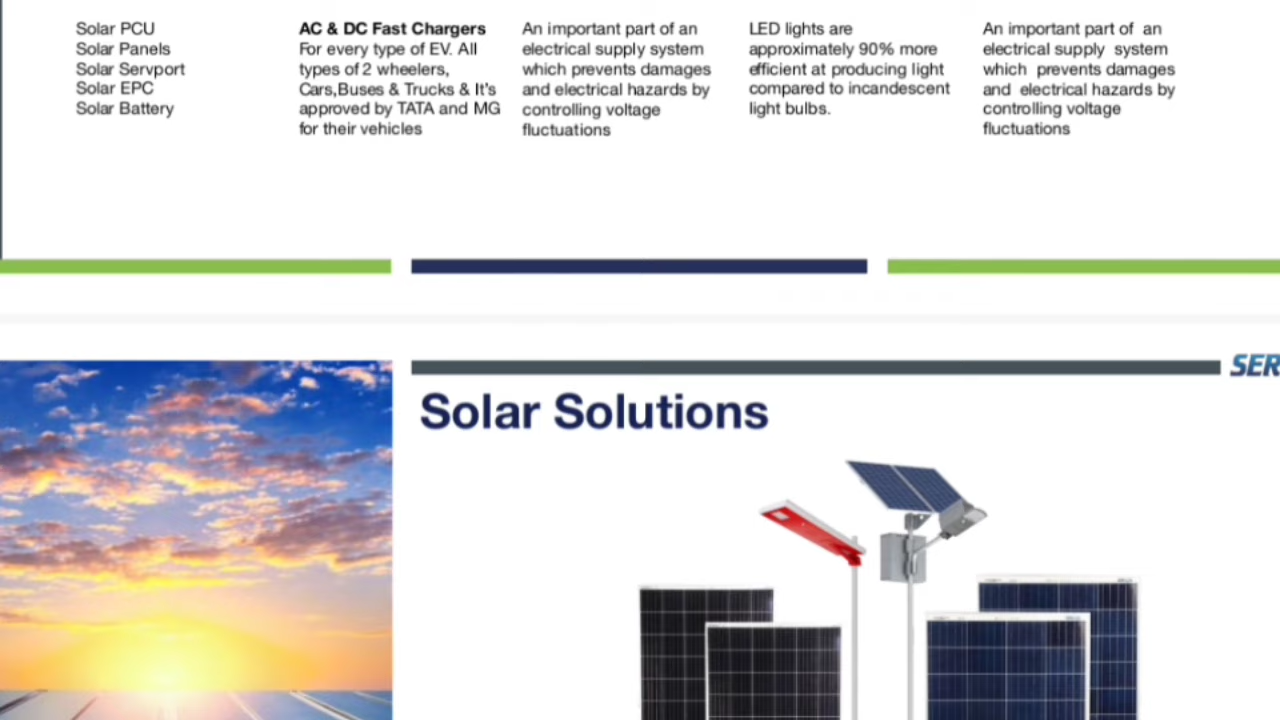 Solar PCU
Solar Panels
Solar Servport
Solar EPC
Solar Battery
AC & DC Fast Chargers
For every type of EV. All
types of 2 wheelers,
Cars,Buses & Trucks & It's
approved by TATA and MG
for their vehicles
An important part of an
electrical supply system
which prevents damages
and electrical hazards by
controlling voltage
fluctuations
LED lights are
approximately 90% more
efficient at producing light
compared to incandescent
light bulbs.
An important part of an
electrical supply system
which prevents damages
and electrical hazards by
controlling voltage
fluctuations
SER
Solar Solutions